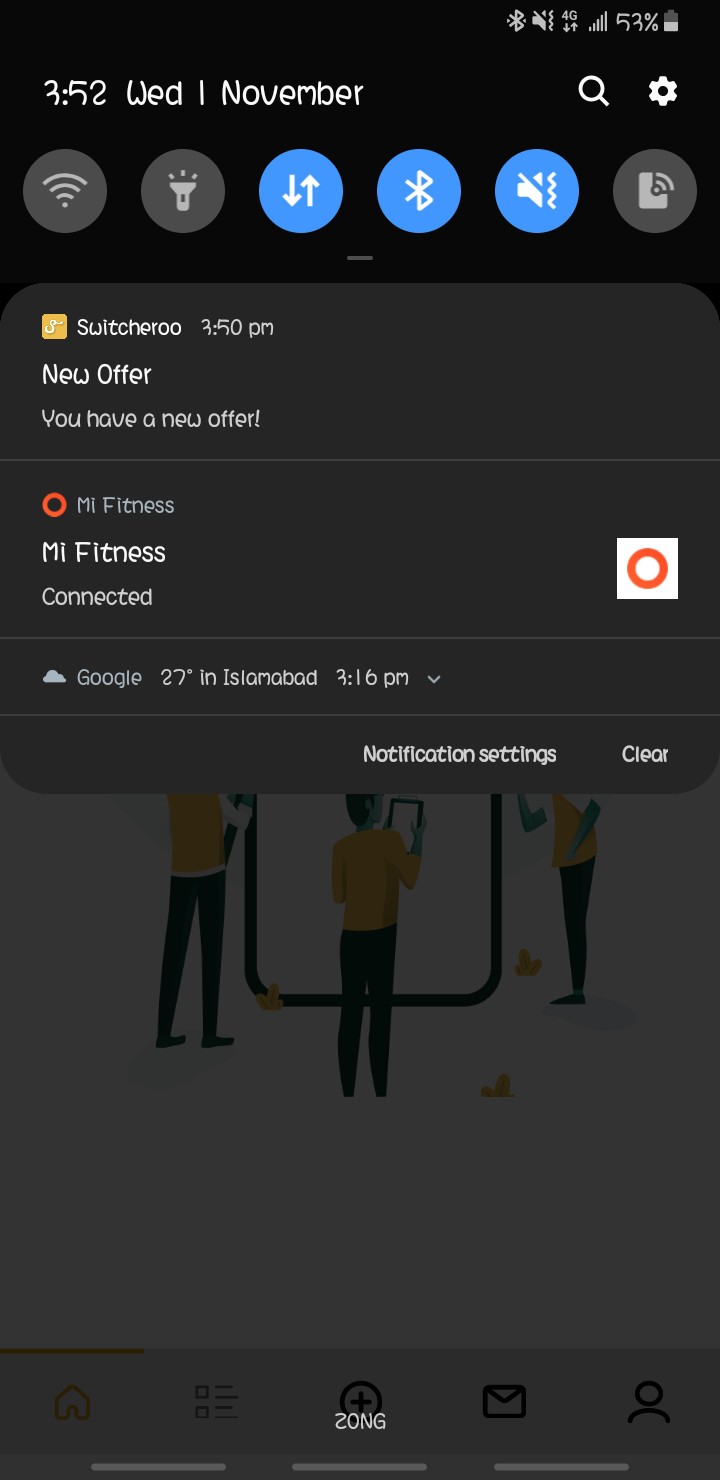 4G 53%
3:52 Wed 1 November
Switcheroo 3:50 pm
New Offer
You have a new offer!
Mi Fitness
Mi Fitness
Connected
Google 27° in Islamabad 3:16 pm
Notification settings Clear
ZONG